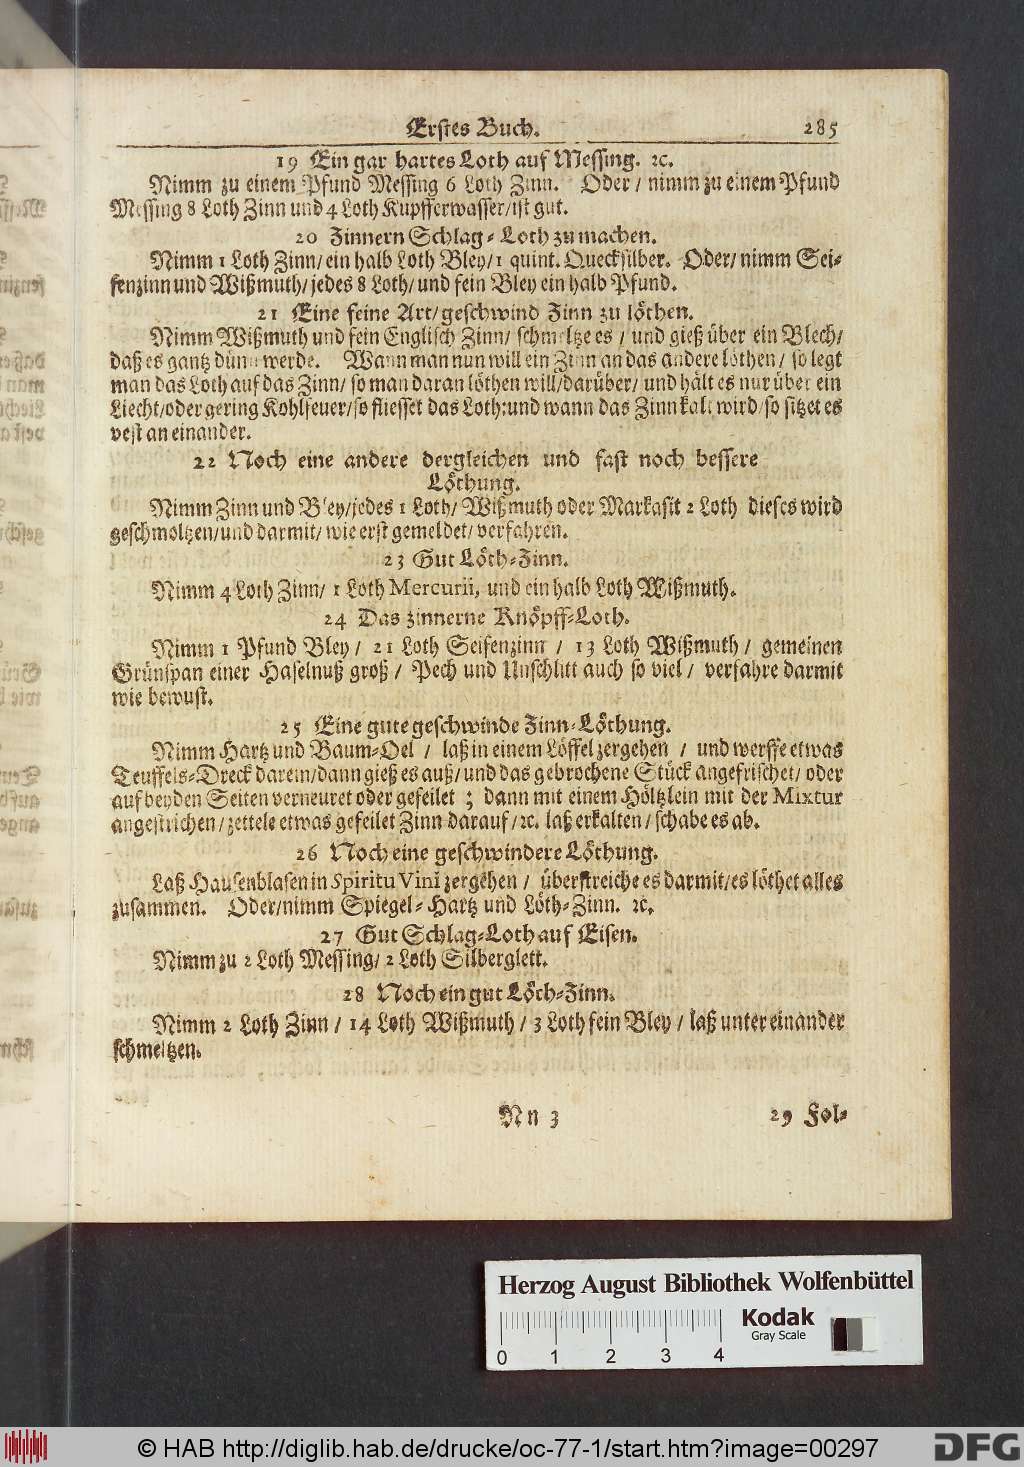 Erstes Buch. 285
19 Ein gar hartes Loth auf Messing. ꝛc.
Nimm zu einem Pfund Messing 6 Loth Zinn. Oder / nimm zu einem Pfund
Messing 8 Loth Zinn und 4 Loth Kupfferwasser/ist gut.
20 Zinnern Schlag-Loth zu machen.
Nimm 1 Loth Zinn/ein halb Loth Bley/1 quint. Quecksilber. Oder/nimm Sei-
fenzinn und Wißmuth/jedes 8 Loth/und fein Bley ein halb Pfund.
21 Eine feine Art/geschwind Zinn zu löthen.
Nimm Wißmuth und fein Englisch Zinn/ schmeltze es / und gieß über ein Blech/
daß es gantz dünn werde. Wann man nun will ein Zinn an das andere löthen/ so legt
man das Loth auf das Zinn/ so man daran löthen will/darüber/ und hält es nur über ein
Liecht/oder gering Kohlfeuer/so fliesset das Loth:und wann das Zinn kalt wird/so sitzet es
vest an einander.
22 Noch eine andere dergleichen und fast noch bessere
Löthung.
Nimm Zinn und Bley/jedes 1 Loth/ Wißmuth oder Markasit 2 Loth dieses wird
geschmoltzen/und darmit/ wie erst gemeldet/ verfahren.
23 Gut Löth-Zinn.
Nimm 4 Loth Zinn/ 1 Loth Mercurii, und ein halb Loth Wißmuth.
24 Das zinnerne Knöpff-Loth.
Nimm 1 Pfund Bley / 21 Loth Seifenzinn / 13 Loth Wißmuth / gemeinen
Grünspan einer Haselnuß groß / Pech und Unschlitt auch so viel / verfahre darmit
wie bewust.
25 Eine gute geschwinde Zinn-Löthung.
Nimm Hartz und Baum-Oel / laß in einem Löffel zergehen / und werffe etwas
Teuffels-Dreck darein/dann gieß es auß/und das gebrochene Stück angefrischet/ oder
auf beyden Seiten verneuret oder gefeilet ; dann mit einem Höltzlein mit der Mixtur
angestrichen/zettele etwas gefeilet Zinn darauf/ꝛc. laß erkalten/schabe es ab.
26 Noch eine geschwindere Löthung.
Laß Hausenblasen in Spiritu Vini zergehen / überstreiche es darmit/es löthet alles
zusammen. Oder/nimm Spiegel-Hartz und Löth-Zinn. ꝛc.
27 Gut Schlag-Loth auf Eisen.
Nimm zu 2 Loth Messing/ 2 Loth Silberglett.
28 Noch ein gut Löth-Zinn.
Nimm 2 Loth Zinn / 14 Loth Wißmuth / 3 Loth fein Bley / laß unter einander
schmeltzen.
Nn 3 29 Fol-
Herzog August Bibliothek Wolfenbüttel
Kodak
Gray Scale
0 1 2 3 4
© HAB http://diglib.hab.de/drucke/oc-77-1/start.htm?image=00297
DFG